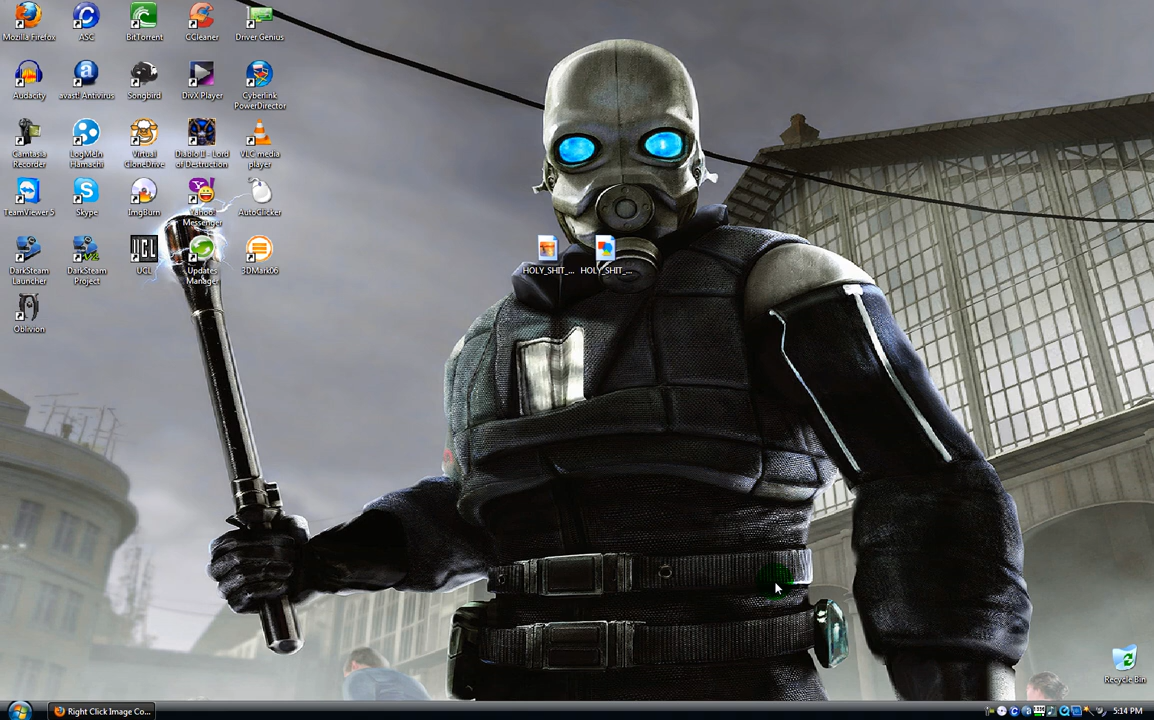 Mozilla Firefox
ASC
BitTorrent
CCleaner
Driver Genius
Audacity
avast! Antivirus
Songbird
DivX Player
Cyberlink
PowerDirector
Camtasia
Recorder
LogMeIn
Hamachi
Virtual
CloneDrive
Diablo II - Lord
of Destruction
VLC media
player
TeamViewer 5
Skype
ImgBurn
Yahoo!
Messenger
AutoClicker
DarkSteam
Launcher
DarkSteam
Project
UGL
UGL
Updates
Manager
3DMark06
HOLY_SHIT_...
HOLY_SHIT_...
Oblivion
Recycle Bin
Right Click Image Co...
5:14 PM